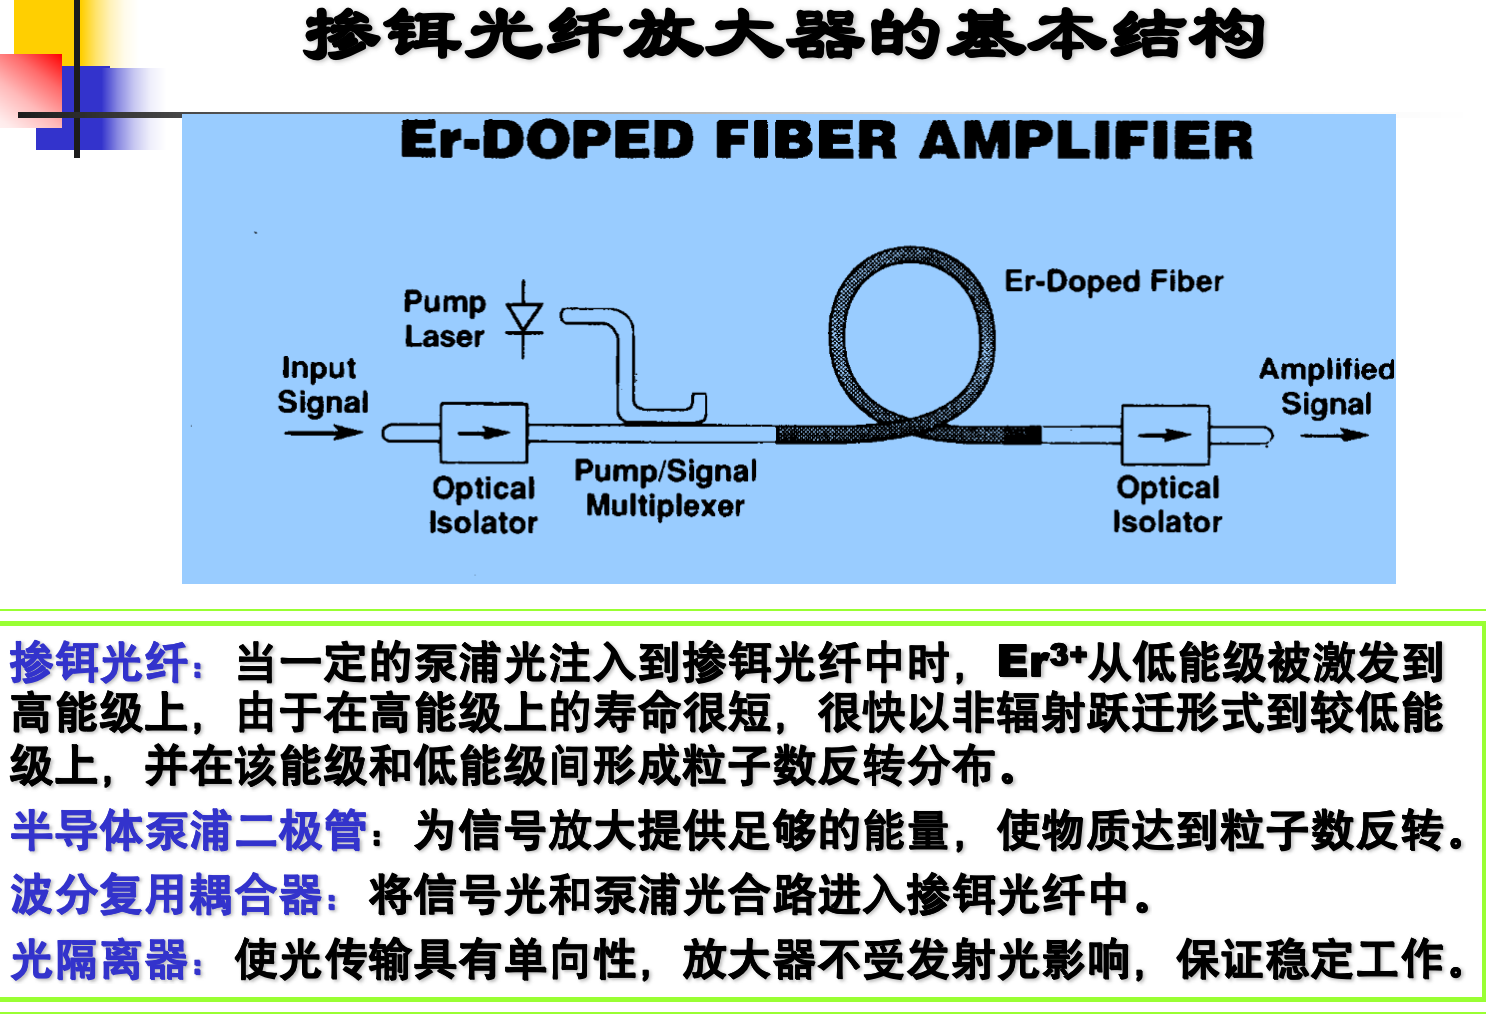 掺铒光纤放大器的基本结构
Er-DOPED FIBER AMPLIFIER
Er-Doped Fiber
Pump
Laser
Input
Signal
Amplified
Signal
Optical
Isolator
Pump/Signal
Multiplexer
Optical
Isolator
掺铒光纤：当一定的泵浦光注入到掺铒光纤中时，Er³⁺从低能级被激发到
高能级上，由于在高能级上的寿命很短，很快以非辐射跃迁形式到较低能
级上，并在该能级和低能级间形成粒子数反转分布。
半导体泵浦二极管：为信号放大提供足够的能量，使物质达到粒子数反转。
波分复用耦合器：将信号光和泵浦光合路进入掺铒光纤中。
光隔离器：使光传输具有单向性，放大器不受发射光影响，保证稳定工作。